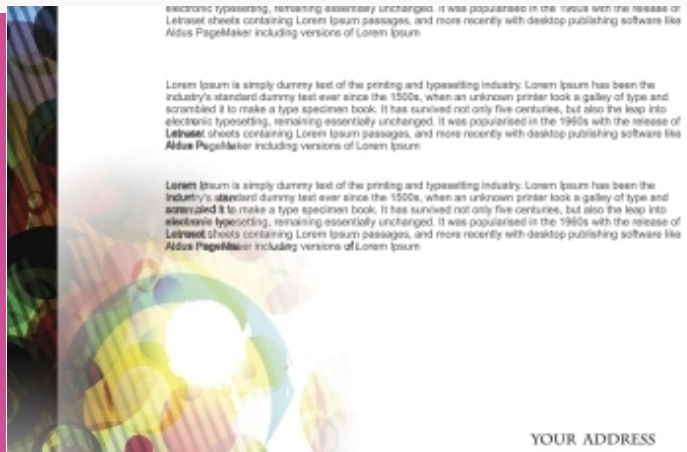 electronic typesetting, remaining essentially unchanged. It was popularised in the 1960s with the release of
Letraset sheets containing Lorem Ipsum passages, and more recently with desktop publishing software like
Aldus PageMaker including versions of Lorem Ipsum
Lorem Ipsum is simply dummy text of the printing and typesetting industry. Lorem Ipsum has been the
industry's standard dummy text ever since the 1500s, when an unknown printer took a galley of type and
scrambled it to make a type specimen book. It has survived not only five centuries, but also the leap into
electronic typesetting, remaining essentially unchanged. It was popularised in the 1960s with the release of
Letraset sheets containing Lorem Ipsum passages, and more recently with desktop publishing software like
Aldus PageMaker including versions of Lorem Ipsum
Lorem Ipsum is simply dummy text of the printing and typesetting industry. Lorem Ipsum has been the
industry's standard dummy text ever since the 1500s, when an unknown printer took a galley of type and
scrambled it to make a type specimen book. It has survived not only five centuries, but also the leap into
electronic typesetting, remaining essentially unchanged. It was popularised in the 1960s with the release of
Letraset sheets containing Lorem Ipsum passages, and more recently with desktop publishing software like
Aldus PageMaker including versions of Lorem Ipsum
YOUR ADDRESS